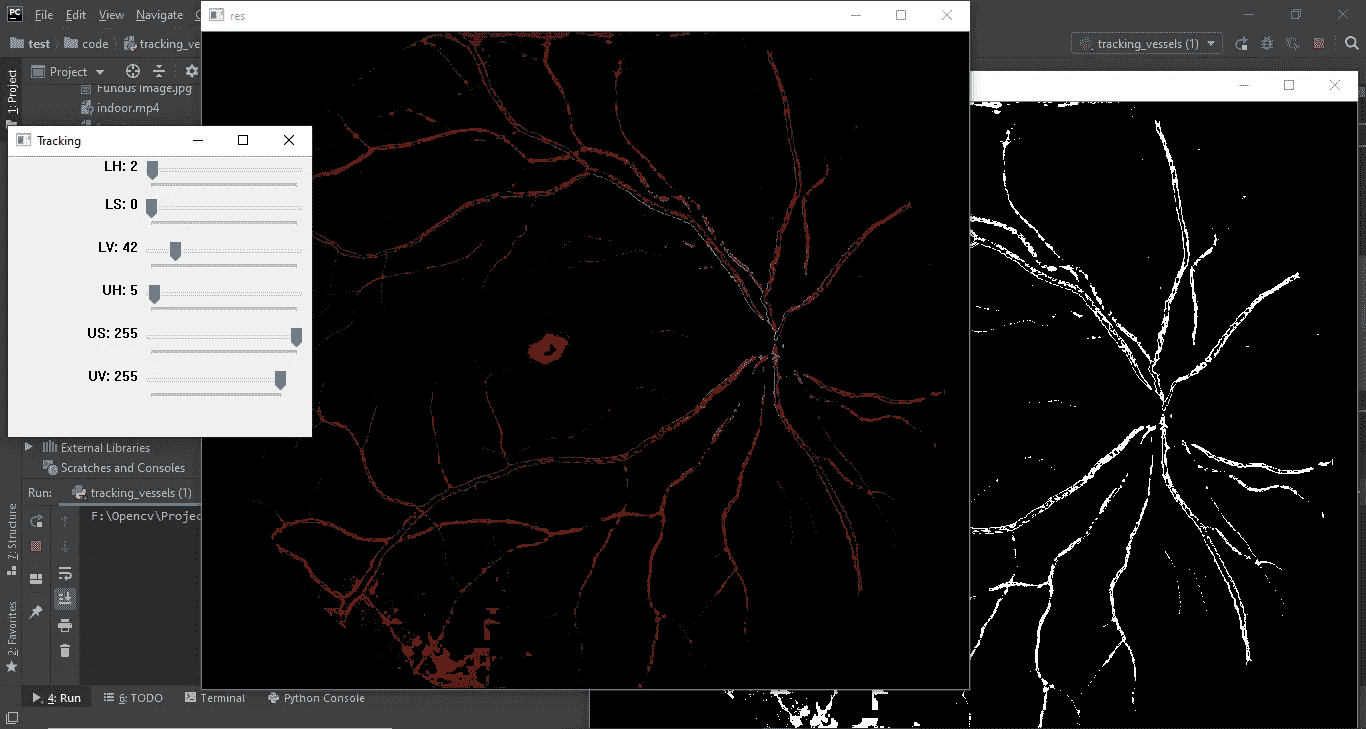 PC File Edit View Navigate
res
test code tracking_ve
tracking_vessels (1)
1: Project
Project
Fundus Image.jpg
indoor.mp4
Tracking
LH: 2
LS: 0
LV: 42
UH: 5
US: 255
UV: 255
External Libraries
Scratches and Consoles
Run: tracking_vessels (1)
F:\Opencv\Projec
7: Structure
2: Favorites
4: Run 6: TODO Terminal Python Console